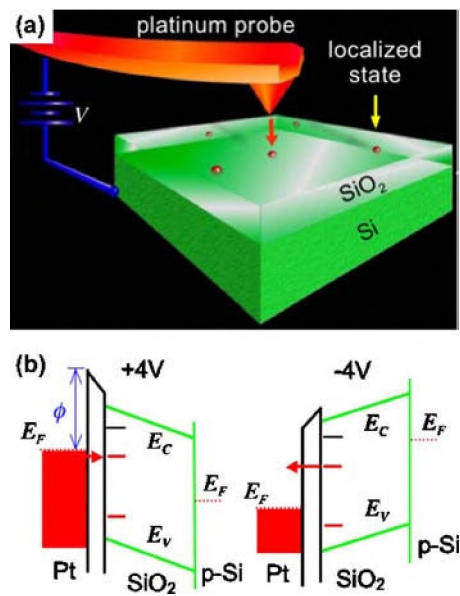 (a)
platinum probe
localized
state
V
SiO2
Si
(b)
+4V
-4V
ϕ
EF
EC
EF
EV
Pt
SiO2
p-Si
EC
EF
EF
EV
p-Si
Pt
SiO2